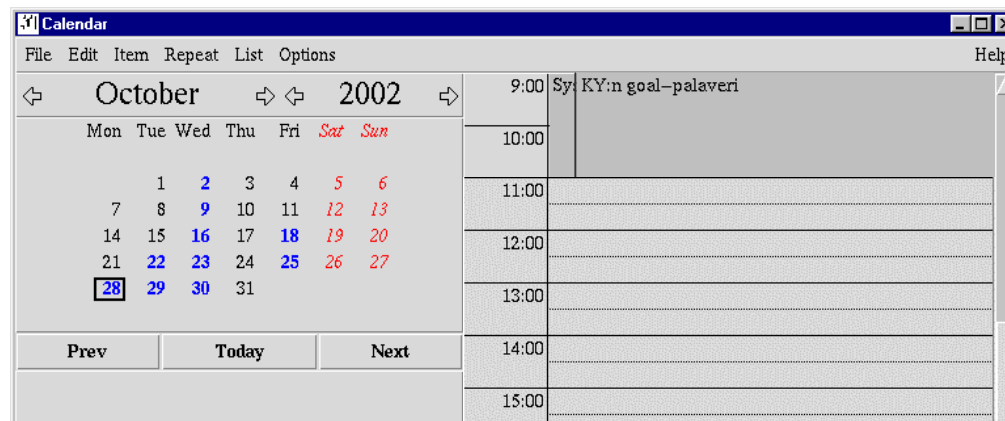 Calendar
File Edit Item Repeat List Options Help
October 2002
Mon Tue Wed Thu Fri Sat Sun
1 2 3 4 5 6
7 8 9 10 11 12 13
14 15 16 17 18 19 20
21 22 23 24 25 26 27
28 29 30 31
Prev Today Next
9:00 KY:n goal-palaveri
10:00
11:00
12:00
13:00
14:00
15:00